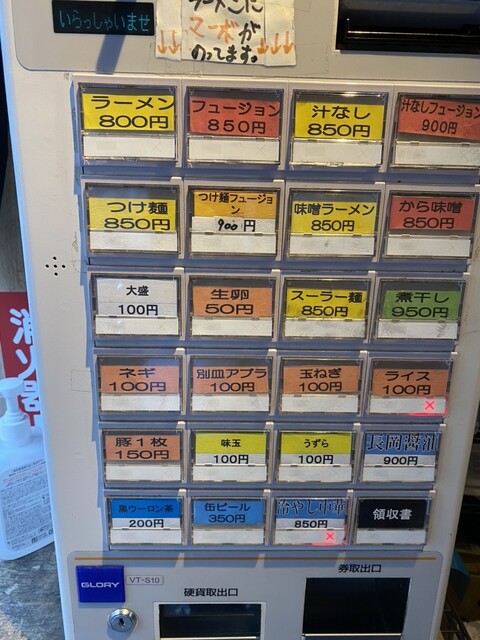 いらっしゃいませ
ラーメンこに
マーボが
のってます。
ラーメン
800円
フュージョン
850円
汁なし
850円
汁なしフュージョン
900円
つけ麺
850円
つけ麺フュージョン
900円
味噌ラーメン
850円
から味噌
850円
大盛
100円
生卵
50円
スーラー麺
850円
煮干し
950円
ネギ
100円
別皿アブラ
100円
玉ねぎ
100円
ライス
100円
豚1枚
150円
味玉
100円
うずら
100円
長岡醤油
900円
黒ウーロン茶
200円
缶ビール
350円
冷やし中華
850円
領収書
GLORY
VT-S10
硬貨取出口
券取出口
消火器